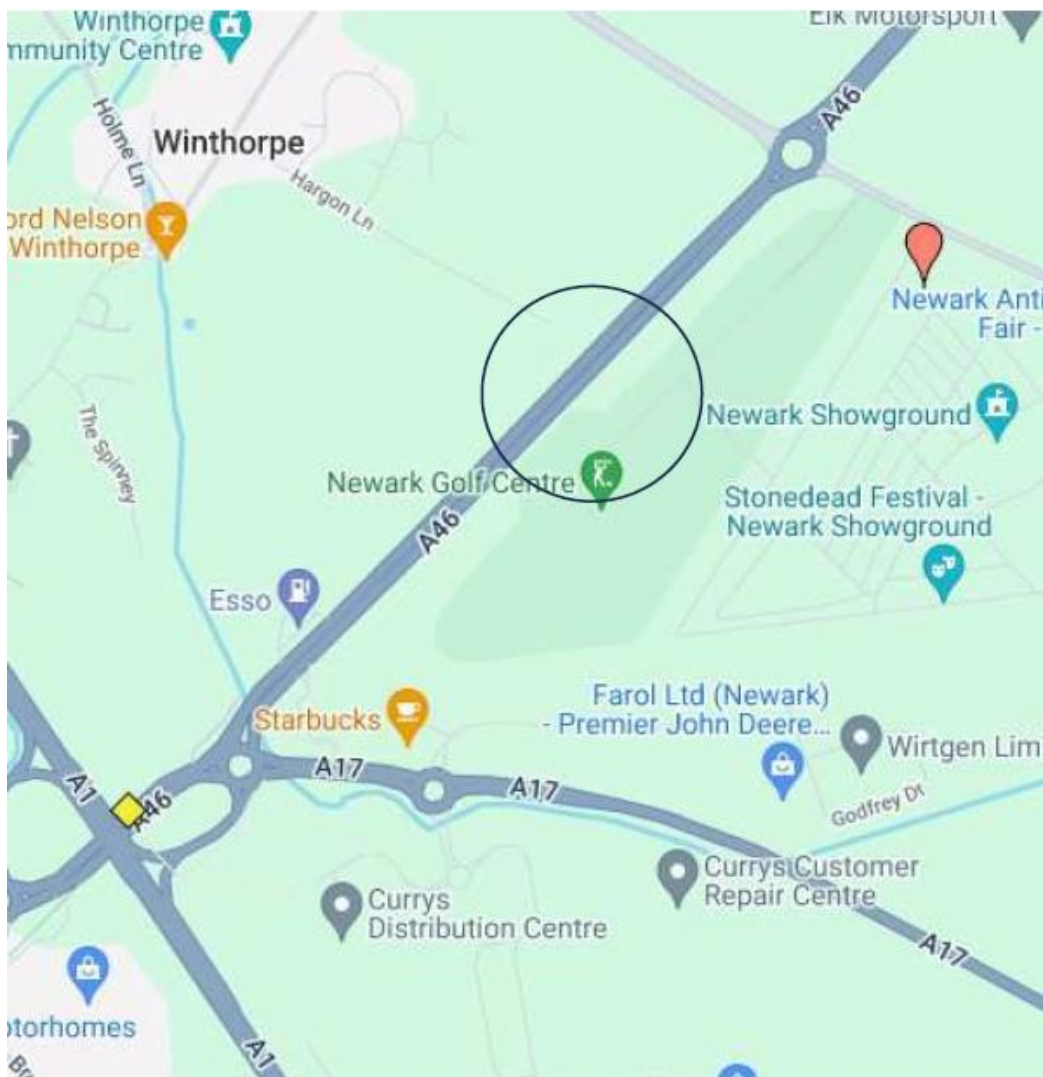 Winthorpe
mmunity Centre
Elk Motorsport
A46
Holme Ln
Winthorpe
Hargon Ln
ord Nelson
Winthorpe
Newark Anti
Fair -
The Spinney
Newark Showground
Newark Golf Centre
Stonedead Festival -
Newark Showground
A46
Esso
Farol Ltd (Newark)
- Premier John Deere...
Starbucks
Wirtgen Lim
A17
A17
A1
A46
Godfrey Dr
Currys Customer
Repair Centre
Currys
Distribution Centre
A17
otorhomes
A1
Bro